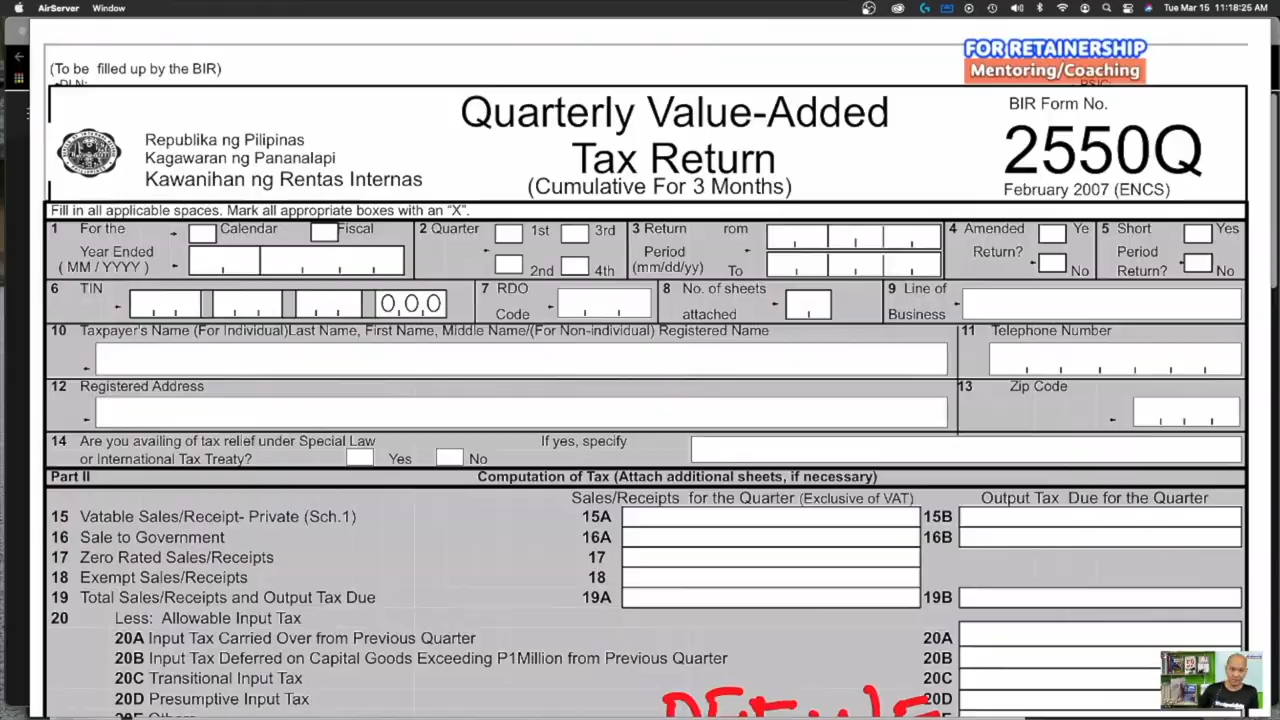 AirServer Window
Tue Mar 15 11:18:25 AM
FOR RETAINERSHIP
Mentoring/Coaching
(To be filled up by the BIR)
DLN:
PSIC:
Republika ng Pilipinas
Kagawaran ng Pananalapi
Kawanihan ng Rentas Internas
Quarterly Value-Added
Tax Return
(Cumulative For 3 Months)
BIR Form No.
2550Q
February 2007 (ENCS)
Fill in all applicable spaces. Mark all appropriate boxes with an "X".
1 For the Calendar Fiscal
Year Ended
( MM / YYYY )
2 Quarter 1st 3rd
2nd 4th
3 Return rom
Period
(mm/dd/yy) To
4 Amended Ye
Return? No
5 Short Yes
Period
Return? No
6 TIN 0 0 0
7 RDO
Code
8 No. of sheets
attached
9 Line of
Business
10 Taxpayer's Name (For Individual)Last Name, First Name, Middle Name/(For Non-individual) Registered Name
11 Telephone Number
12 Registered Address
13 Zip Code
14 Are you availing of tax relief under Special Law
or International Tax Treaty? Yes No
If yes, specify
Part II Computation of Tax (Attach additional sheets, if necessary)
Sales/Receipts for the Quarter (Exclusive of VAT) Output Tax Due for the Quarter
15 Vatable Sales/Receipt- Private (Sch.1) 15A 15B
16 Sale to Government 16A 16B
17 Zero Rated Sales/Receipts 17
18 Exempt Sales/Receipts 18
19 Total Sales/Receipts and Output Tax Due 19A 19B
20 Less: Allowable Input Tax
20A Input Tax Carried Over from Previous Quarter 20A
20B Input Tax Deferred on Capital Goods Exceeding P1Million from Previous Quarter 20B
20C Transitional Input Tax 20C
20D Presumptive Input Tax 20D
20E Others